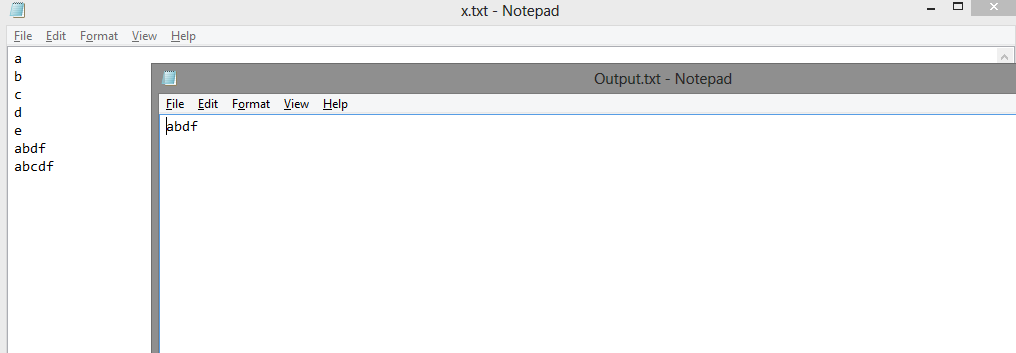 x.txt - Notepad
File Edit Format View Help
a
b
c
d
e
abdf
abcdf
Output.txt - Notepad
File Edit Format View Help
abdf